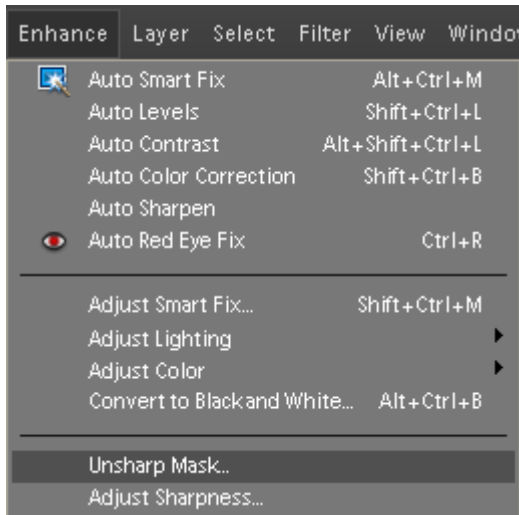 Enhance Layer Select Filter View Windo
Auto Smart Fix Alt+Ctrl+M
Auto Levels Shift+Ctrl+L
Auto Contrast Alt+Shift+Ctrl+L
Auto Color Correction Shift+Ctrl+B
Auto Sharpen
Auto Red Eye Fix Ctrl+R
Adjust Smart Fix... Shift+Ctrl+M
Adjust Lighting
Adjust Color
Convert to Black and White... Alt+Ctrl+B
Unsharp Mask...
Adjust Sharpness...